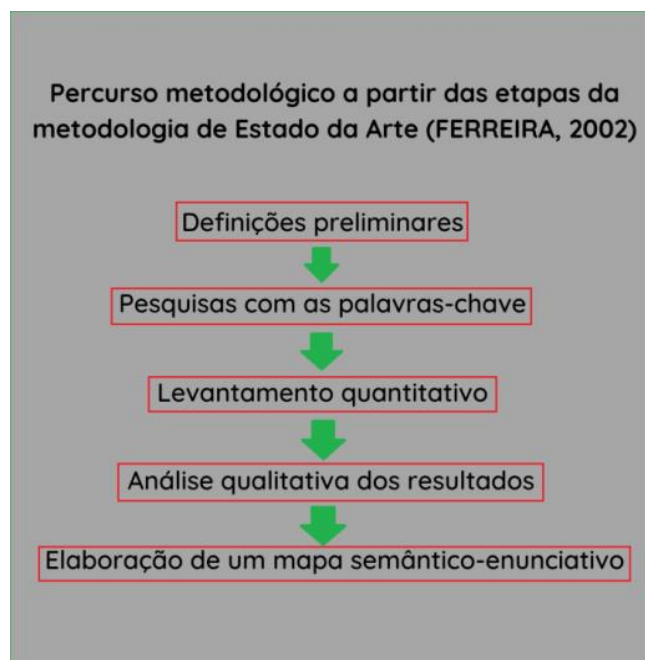 Percurso metodológico a partir das etapas da
metodologia de Estado da Arte (FERREIRA, 2002)
Definições preliminares
Pesquisas com as palavras-chave
Levantamento quantitativo
Análise qualitativa dos resultados
Elaboração de um mapa semântico-enunciativo